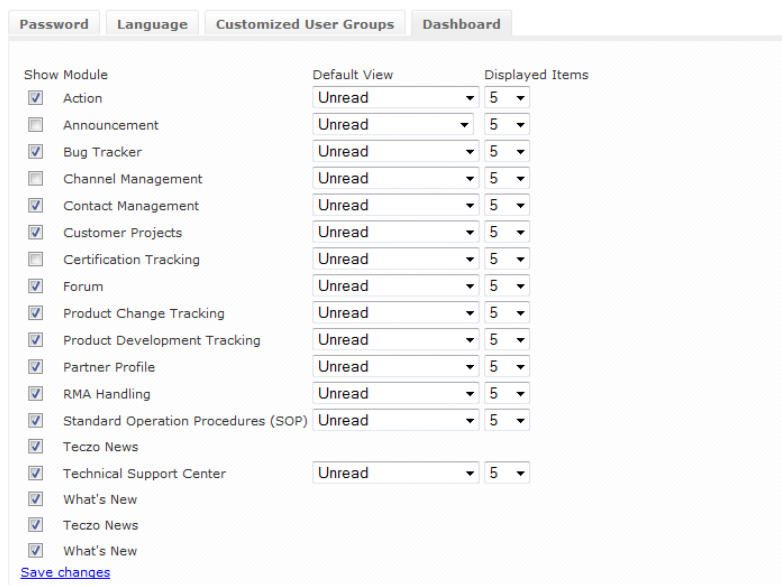 Password Language Customized User Groups Dashboard
Show Module Default View Displayed Items
Action Unread 5
Announcement Unread 5
Bug Tracker Unread 5
Channel Management Unread 5
Contact Management Unread 5
Customer Projects Unread 5
Certification Tracking Unread 5
Forum Unread 5
Product Change Tracking Unread 5
Product Development Tracking Unread 5
Partner Profile Unread 5
RMA Handling Unread 5
Standard Operation Procedures (SOP) Unread 5
Teczo News
Technical Support Center Unread 5
What's New
Teczo News
What's New
Save changes